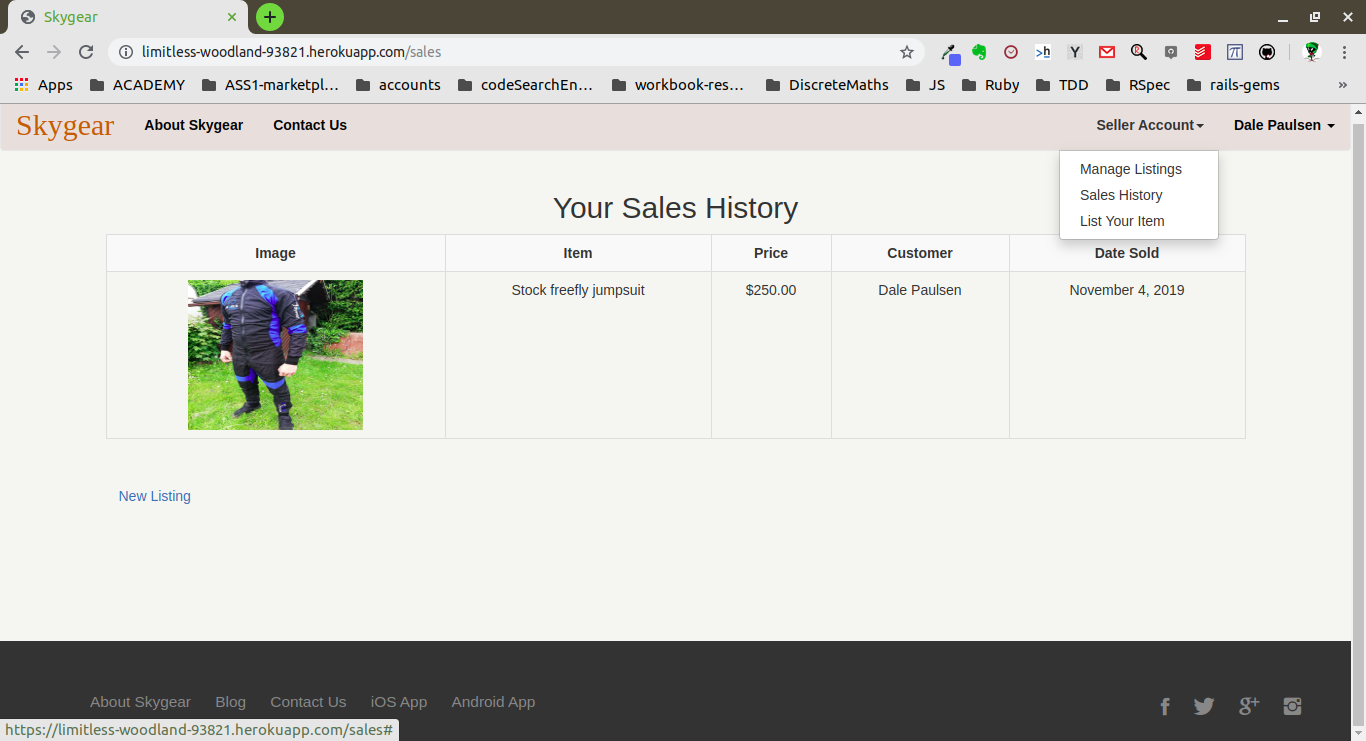 Skygear
limitless-woodland-93821.herokuapp.com/sales
Apps ACADEMY ASS1-marketpl... accounts codeSearchEn... workbook-res... DiscreteMaths JS Ruby TDD RSpec rails-gems »
Skygear About Skygear Contact Us Seller Account Dale Paulsen
Manage Listings
Sales History
List Your Item
Your Sales History
Image Item Price Customer Date Sold
Stock freefly jumpsuit $250.00 Dale Paulsen November 4, 2019
New Listing
About Skygear Blog Contact Us iOS App Android App
https://limitless-woodland-93821.herokuapp.com/sales#